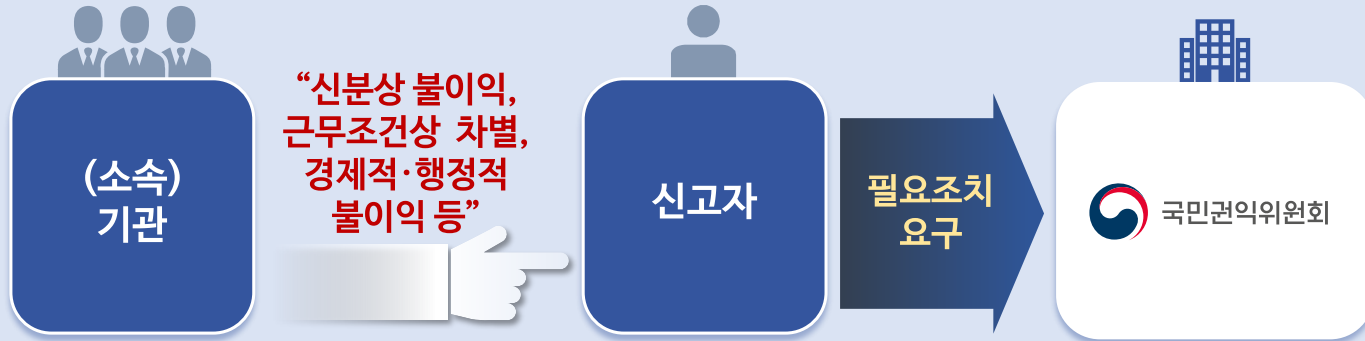 (소속)
기관
“신분상 불이익,
근무조건상 차별,
경제적·행정적
불이익 등”
신고자
필요조치
요구
국민권익위원회